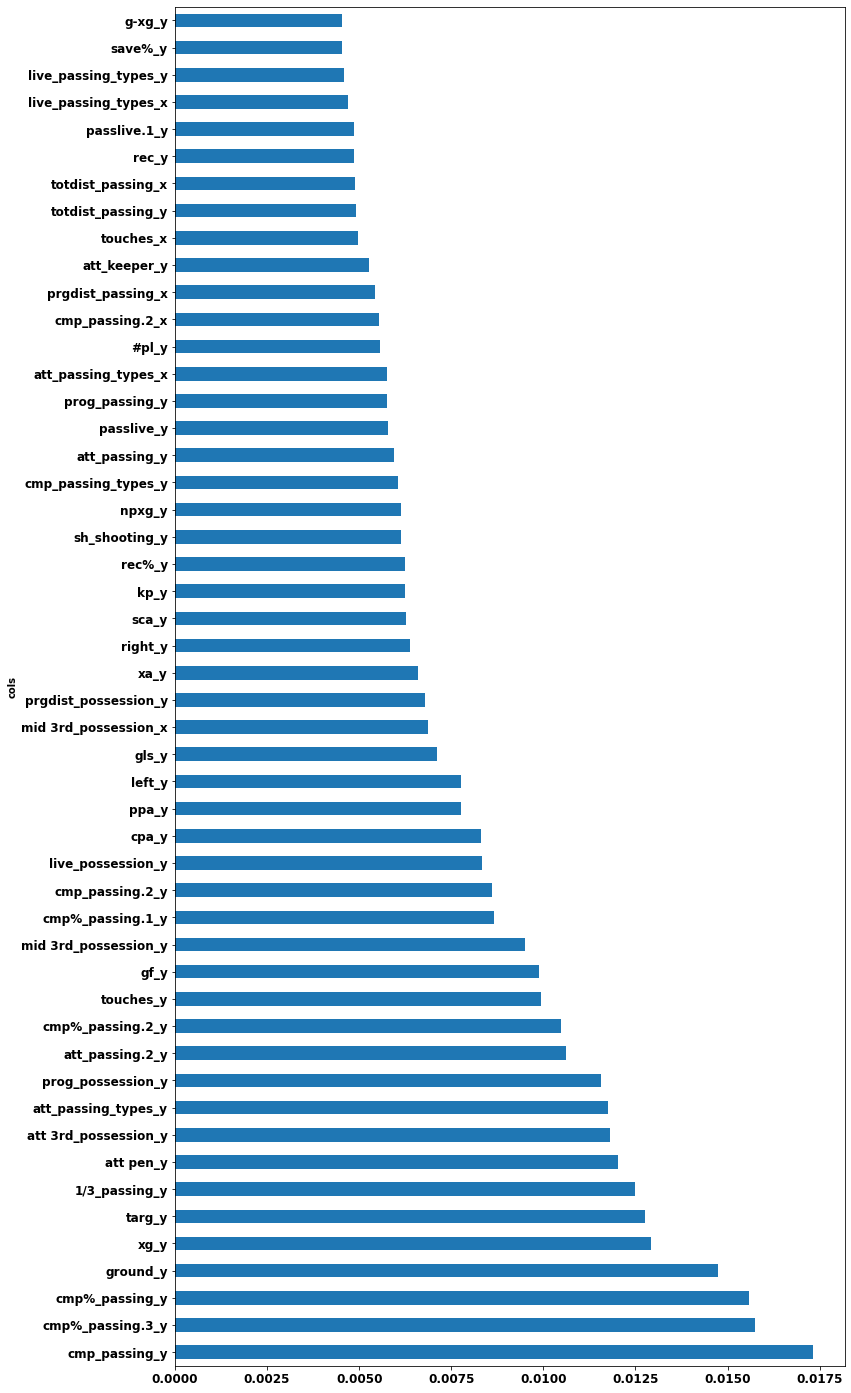 g-xg_y
save%_y
live_passing_types_y
live_passing_types_x
passlive.1_y
rec_y
totdist_passing_x
totdist_passing_y
touches_x
att_keeper_y
prgdist_passing_x
cmp_passing.2_x
#pl_y
att_passing_types_x
prog_passing_y
passlive_y
att_passing_y
cmp_passing_types_y
npxg_y
sh_shooting_y
rec%_y
kp_y
sca_y
right_y
xa_y
cols
prgdist_possession_y
mid 3rd_possession_x
gls_y
left_y
ppa_y
cpa_y
live_possession_y
cmp_passing.2_y
cmp%_passing.1_y
mid 3rd_possession_y
gf_y
touches_y
cmp%_passing.2_y
att_passing.2_y
prog_possession_y
att_passing_types_y
att 3rd_possession_y
att pen_y
1/3_passing_y
targ_y
xg_y
ground_y
cmp%_passing_y
cmp%_passing.3_y
cmp_passing_y
0.0000 0.0025 0.0050 0.0075 0.0100 0.0125 0.0150 0.0175